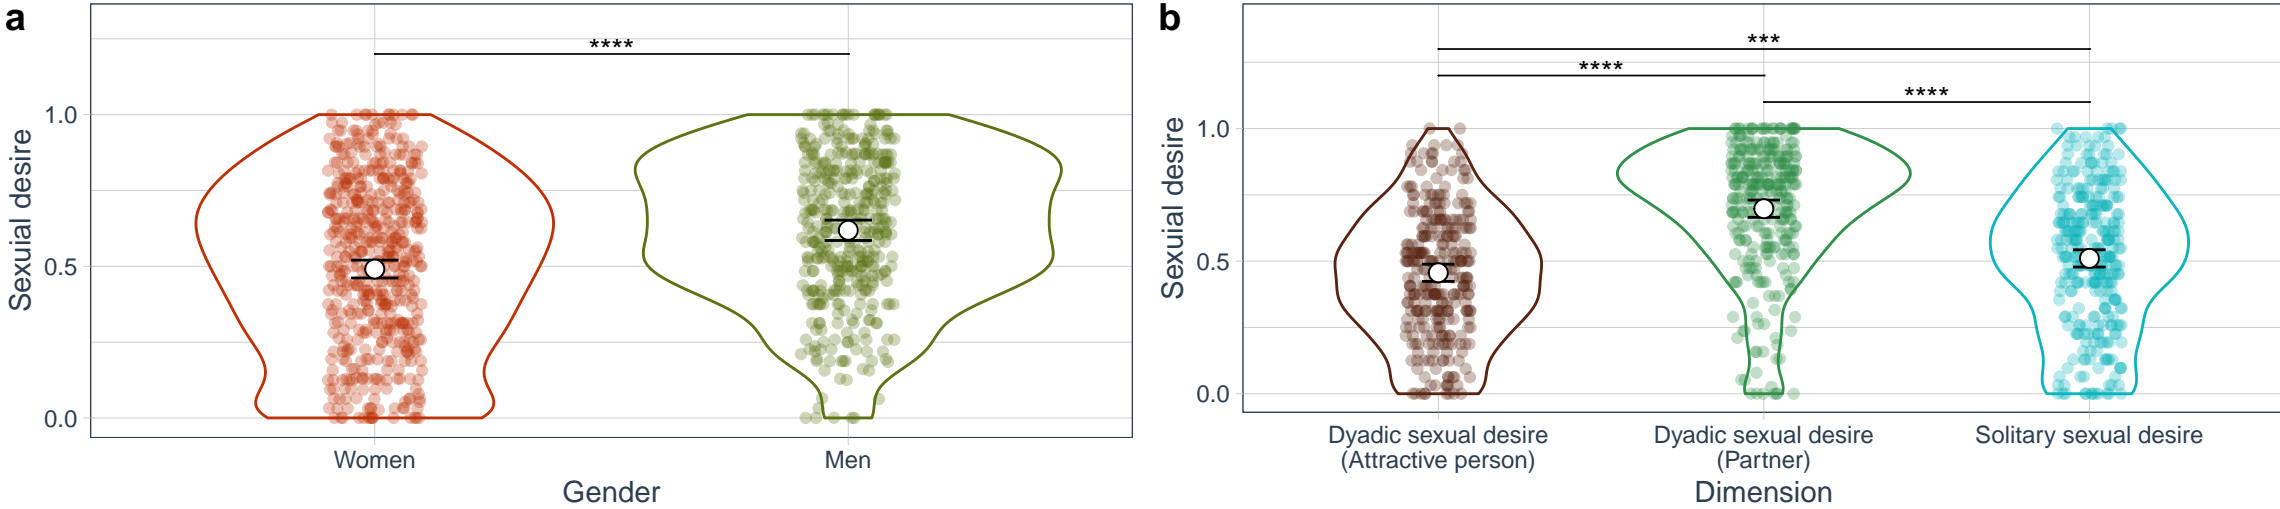 a
****
1.0
0.5
0.0
Sexuial desire
Women
Men
Gender
b
***
****
****
1.0
0.5
0.0
Sexuial desire
Dyadic sexual desire
(Attractive person)
Dyadic sexual desire
(Partner)
Solitary sexual desire
Dimension